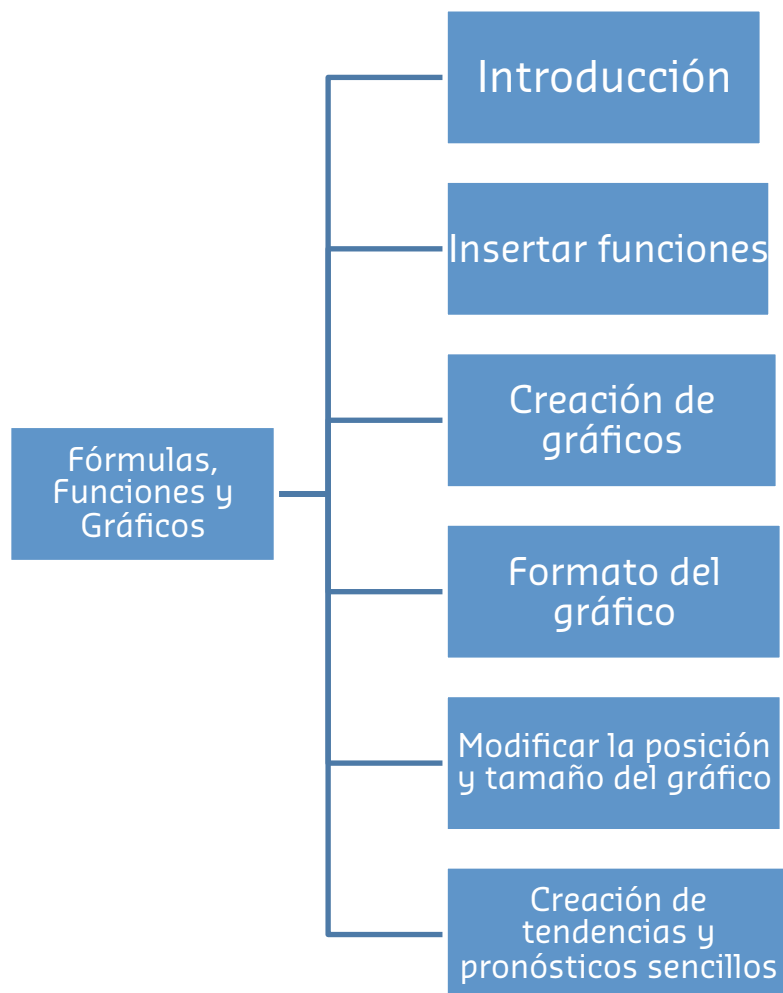 Introducción
Insertar funciones
Creación de
gráficos
Fórmulas,
Funciones y
Gráficos
Formato del
gráfico
Modificar la posición
y tamaño del gráfico
Creación de
tendencias y
pronósticos sencillos